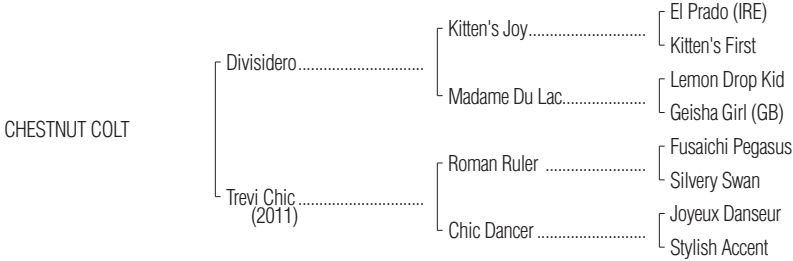 El Prado (IRE)
Kitten's Joy..............................
Kitten's First
Divisidero................................
Lemon Drop Kid
Madame Du Lac.....................
Geisha Girl (GB)
CHESTNUT COLT
Fusaichi Pegasus
Roman Ruler .........................
Silvery Swan
Trevi Chic................................
(2011)
Joyeux Danseur
Chic Dancer ...........................
Stylish Accent